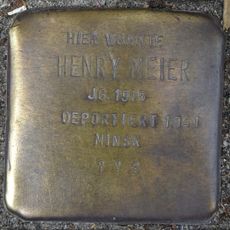 HIER WOHNTE
HENRY MEIER
JG. 1915
DEPORTIERT 1941
MINSK
???